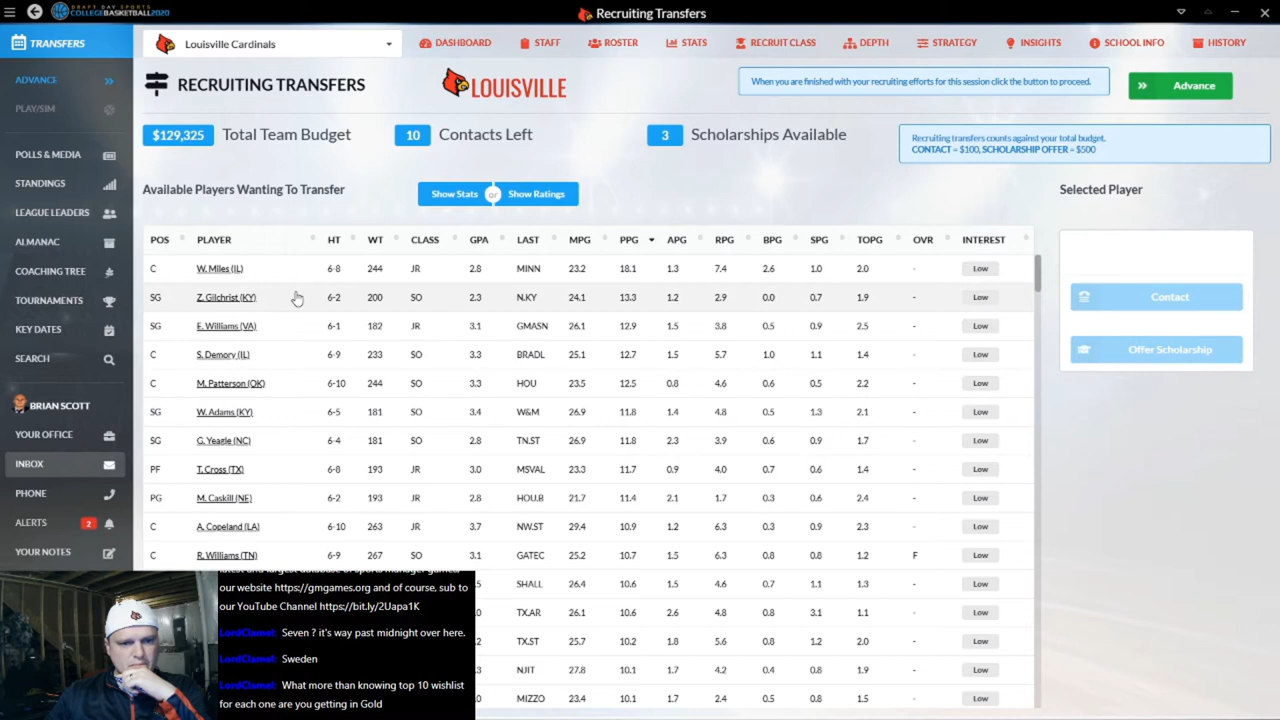 DRAFT DAY SPORTS
COLLEGE BASKETBALL 2020
Recruiting Transfers
TRANSFERS
Louisville Cardinals
DASHBOARD STAFF ROSTER STATS RECRUIT CLASS DEPTH STRATEGY INSIGHTS SCHOOL INFO HISTORY
ADVANCE
PLAY/SIM
POLLS & MEDIA
STANDINGS
LEAGUE LEADERS
ALMANAC
COACHING TREE
TOURNAMENTS
KEY DATES
SEARCH
BRIAN SCOTT
YOUR OFFICE
INBOX
PHONE
ALERTS 2
YOUR NOTES
RECRUITING TRANSFERS
LOUISVILLE
When you are finished with your recruiting efforts for this session click the button to proceed.
Advance
$129,325 Total Team Budget 10 Contacts Left 3 Scholarships Available
Recruiting transfers counts against your total budget.
CONTACT = $100, SCHOLARSHIP OFFER = $500
Available Players Wanting To Transfer
Show Stats or Show Ratings
Selected Player
Contact
Offer Scholarship
POS PLAYER HT WT CLASS GPA LAST MPG PPG APG RPG BPG SPG TOPG OVR INTEREST
C W. Miles (IL) 6-8 244 JR 2.8 MINN 23.2 18.1 1.3 7.4 2.6 1.0 2.0 - Low
SG Z. Gilchrist (KY) 6-2 200 SO 2.3 N.KY 24.1 13.3 1.2 2.9 0.0 0.7 1.9 - Low
SG E. Williams (VA) 6-1 182 JR 3.1 GMASN 26.1 12.9 1.5 3.8 0.5 0.9 2.5 - Low
C S. Demory (IL) 6-9 233 SO 3.3 BRADL 25.1 12.7 1.5 5.7 1.0 1.1 1.4 - Low
C M. Patterson (OK) 6-10 244 SO 3.3 HOU 23.5 12.5 0.8 4.6 0.6 0.5 2.2 - Low
SG W. Adams (KY) 6-5 181 SO 3.4 W&M 26.9 11.8 1.4 4.8 0.5 1.3 2.1 - Low
SG G. Yeagle (NC) 6-4 181 SO 2.8 TN.ST 26.9 11.8 2.3 3.9 0.6 0.9 1.7 - Low
PF T. Cross (TX) 6-8 193 JR 3.0 MSVAL 23.3 11.7 0.9 4.0 0.7 0.6 1.4 - Low
PG M. Caskill (NE) 6-2 193 JR 2.8 HOU.B 21.7 11.4 2.1 1.7 0.3 0.6 2.4 - Low
C A. Copeland (LA) 6-10 263 JR 3.7 NW.ST 29.4 10.9 1.2 6.3 0.3 0.9 2.3 - Low
C R. Williams (TN) 6-9 267 SO 3.1 GATEC 25.2 10.7 1.5 6.3 0.8 0.8 1.2 F Low
.5 SHALL 26.4 10.6 1.5 4.6 0.7 1.1 1.3 - Low
.0 TX.AR 26.1 10.6 2.6 4.8 0.8 3.1 1.1 - Low
.2 TX.ST 25.7 10.2 1.8 5.6 0.8 1.2 2.0 - Low
.3 NJIT 27.8 10.1 1.7 4.2 0.4 0.8 1.9 - Low
.0 MIZZO 23.4 10.1 1.7 2.4 0.5 0.8 1.5 - Low
latest and largest database of sports manager games,
our website https://gmgames.org and of course, sub to
our YouTube Channel https://bit.ly/2Uapa1K
LordClamel: Seven ? it's way past midnight over here.
LordClamel: Sweden
LordClamel: What more than knowing top 10 wishlist
for each one are you getting in Gold